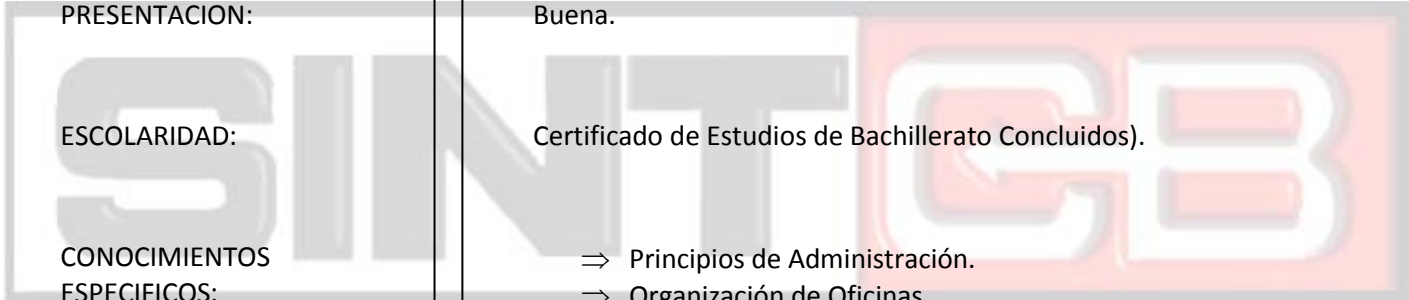 PRESENTACION: Buena.
SINTCB
ESCOLARIDAD: Certificado de Estudios de Bachillerato Concluidos).
CONOCIMIENTOS ⇒ Principios de Administración.
ESPECIFICOS: ⇒ Organización de Oficinas